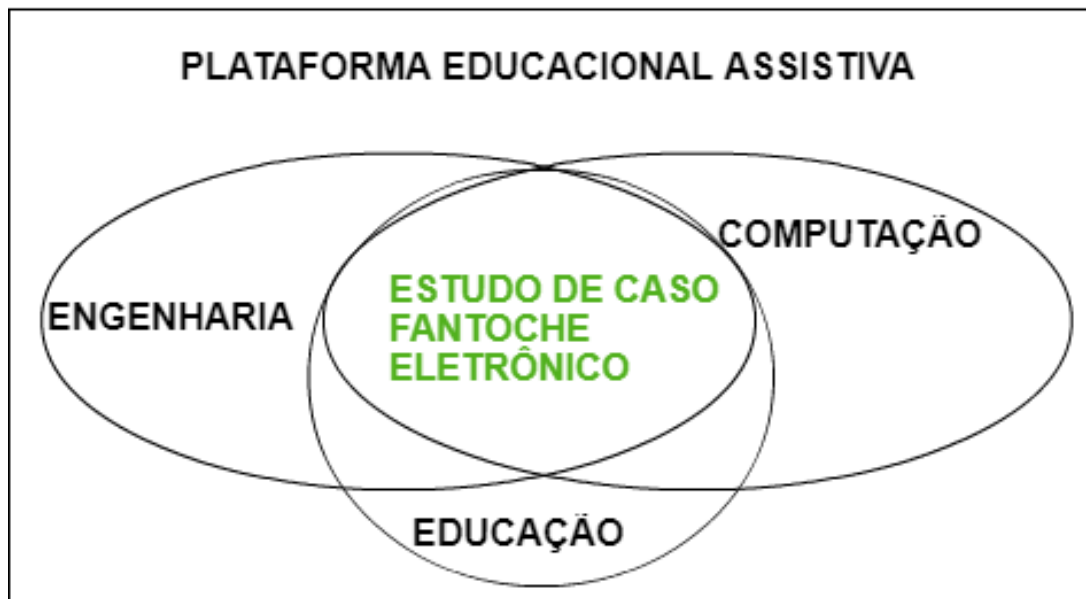 PLATAFORMA EDUCACIONAL ASSISTIVA
COMPUTAÇÃO
ENGENHARIA
ESTUDO DE CASO
FANTOCHE
ELETRÔNICO
EDUCAÇÃO